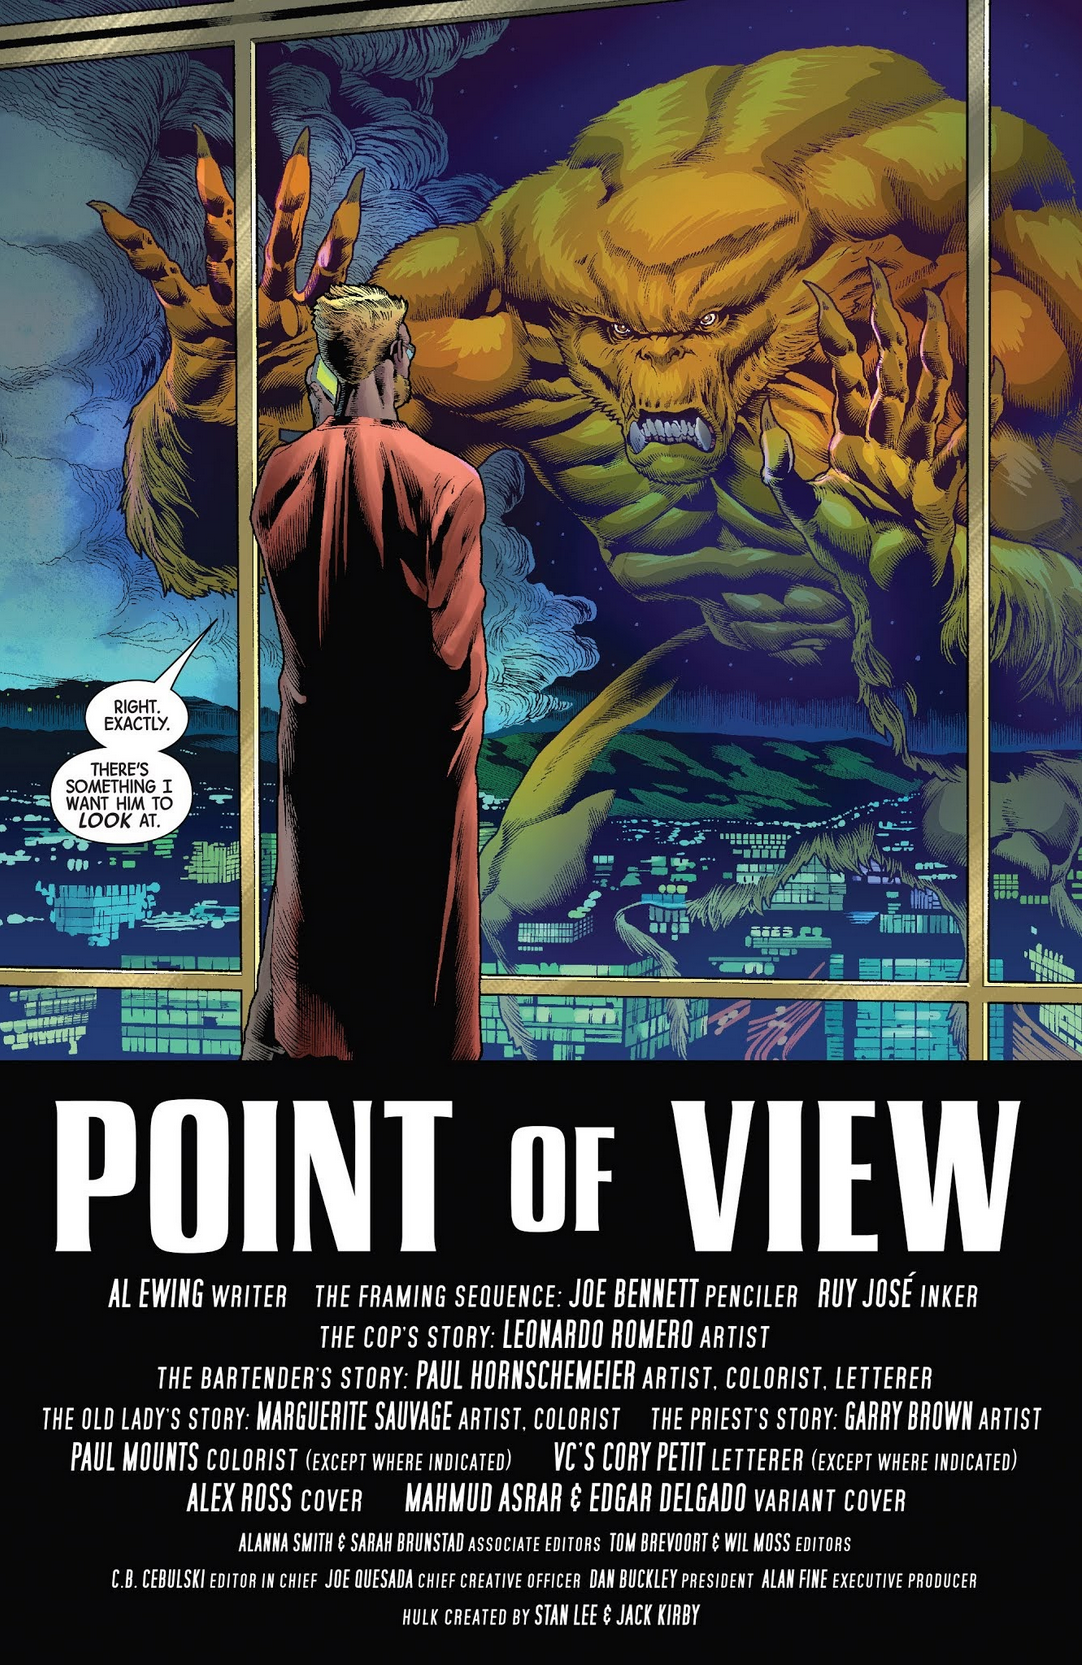 RIGHT.
EXACTLY.
THERE'S
SOMETHING I
WANT HIM TO
LOOK AT.
POINT OF VIEW
AL EWING WRITER THE FRAMING SEQUENCE: JOE BENNETT PENCILER RUY JOSÉ INKER
THE COP'S STORY: LEONARDO ROMERO ARTIST
THE BARTENDER'S STORY: PAUL HORNSCHEMEIER ARTIST, COLORIST, LETTERER
THE OLD LADY'S STORY: MARGUERITE SAUVAGE ARTIST, COLORIST THE PRIEST'S STORY: GARRY BROWN ARTIST
PAUL MOUNTS COLORIST (EXCEPT WHERE INDICATED) VC'S CORY PETIT LETTERER (EXCEPT WHERE INDICATED)
ALEX ROSS COVER MAHMUD ASRAR & EDGAR DELGADO VARIANT COVER
ALANNA SMITH & SARAH BRUNSTAD ASSOCIATE EDITORS TOM BREVOORT & WIL MOSS EDITORS
C.B. CEBULSKI EDITOR IN CHIEF JOE QUESADA CHIEF CREATIVE OFFICER DAN BUCKLEY PRESIDENT ALAN FINE EXECUTIVE PRODUCER
HULK CREATED BY STAN LEE & JACK KIRBY